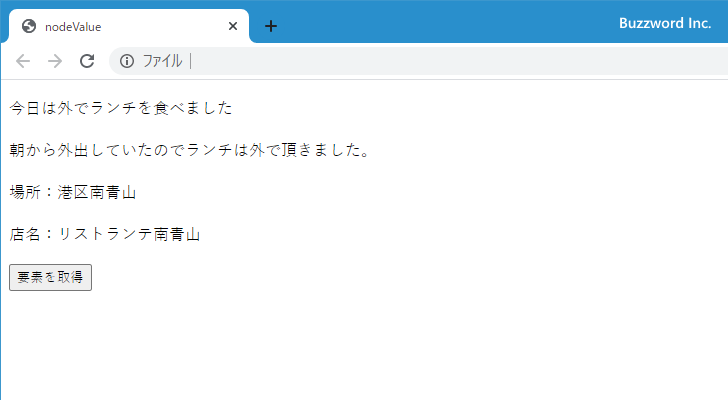 nodeValue
Buzzword Inc.
ファイル
今日は外でランチを食べました
朝から外出していたのでランチは外で頂きました。
場所：港区南青山
店名：リストランテ南青山
要素を取得